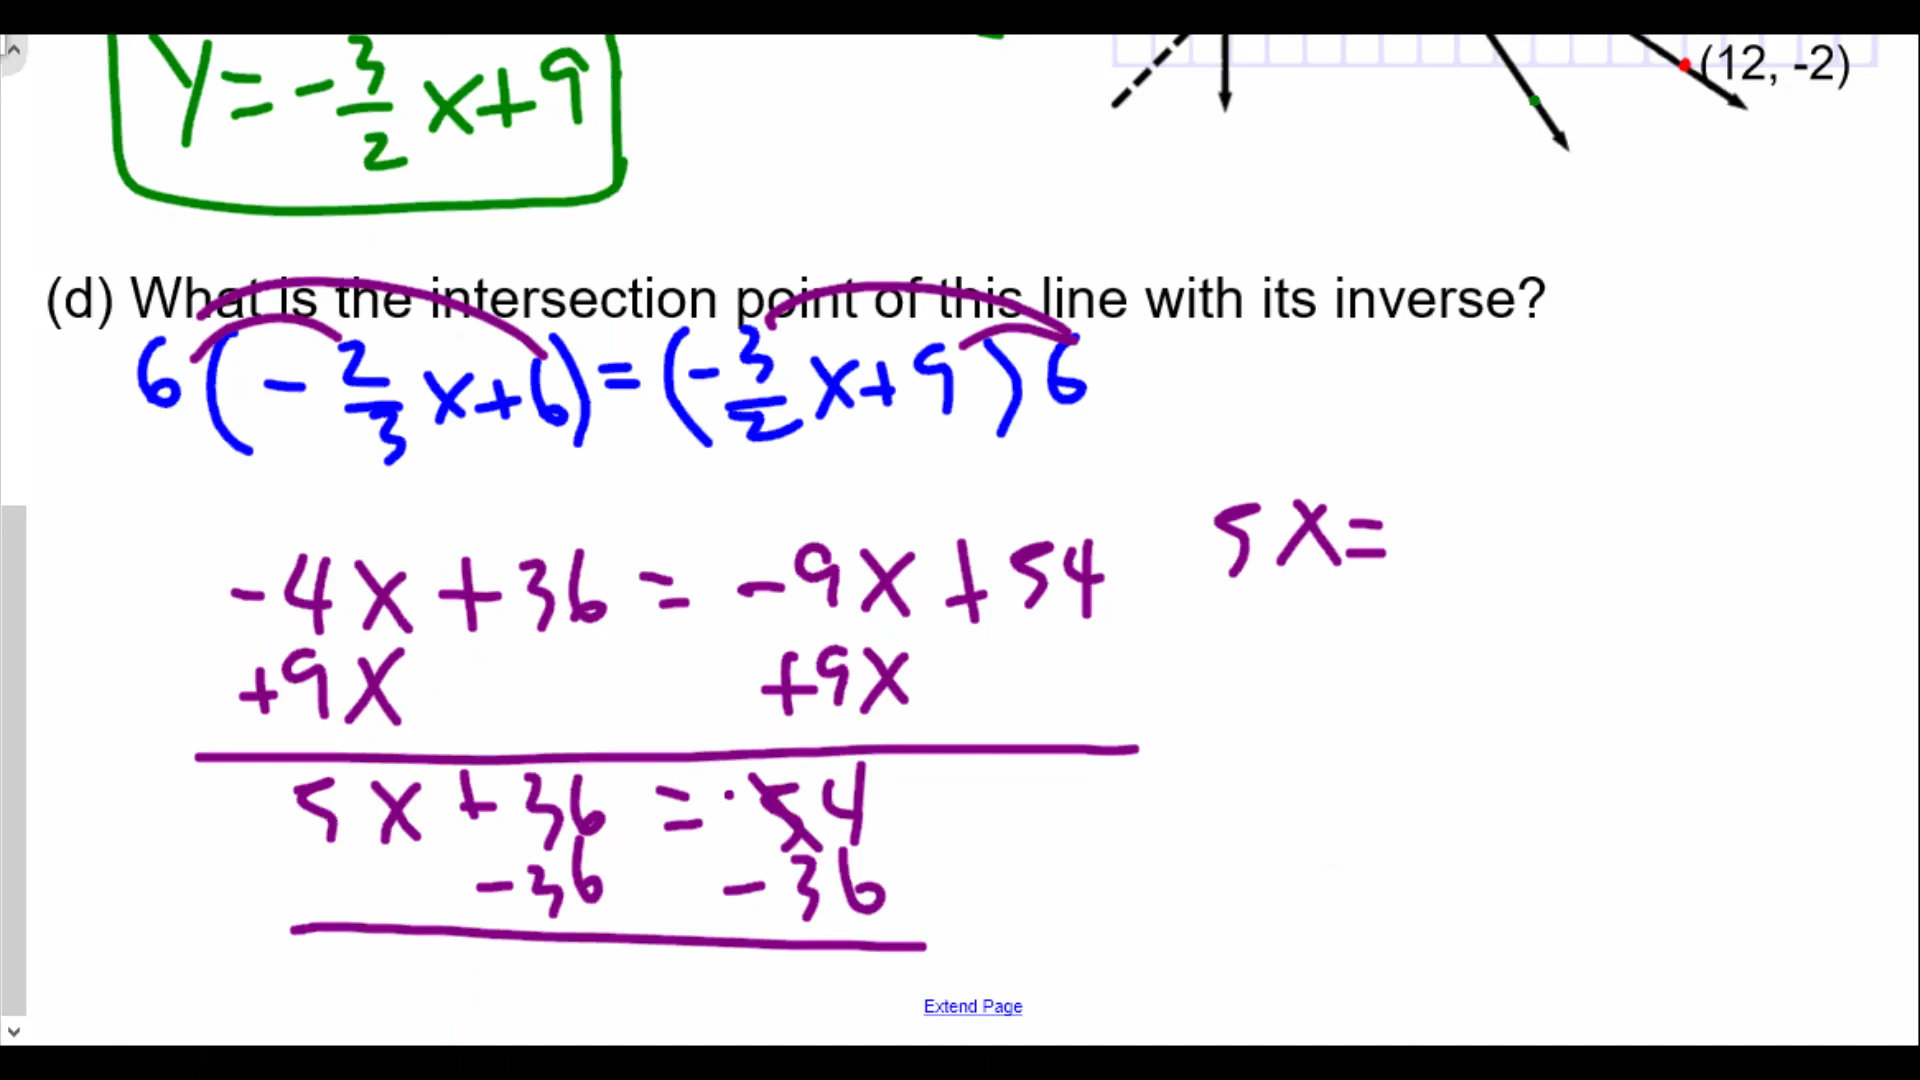 y = -3/2 x + 9
(12, -2)
(d) What is the intersection point of this line with its inverse?
6(-2/3 x + 6) = (-3/2 x + 9)6
5x =
-4x + 36 = -9x + 54
+9x +9x
5x + 36 = 54
-36 -36
Extend Page